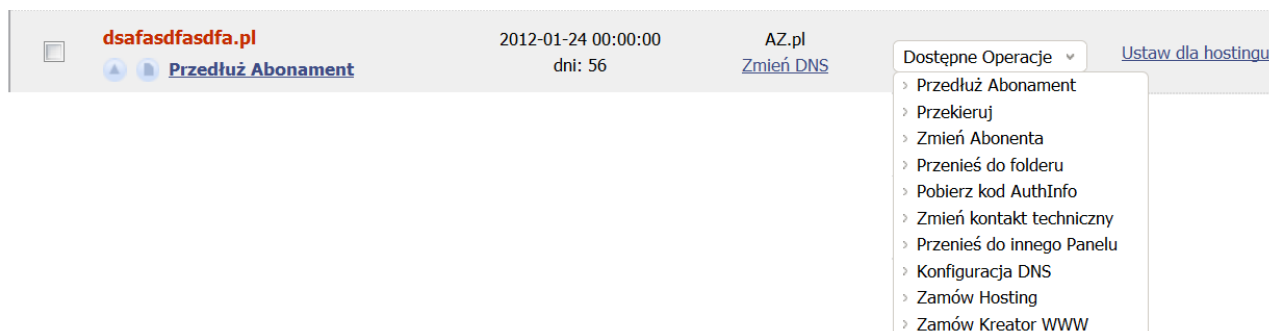 dsafasdfasdfa.pl
Przedłuż Abonament
2012-01-24 00:00:00
dni: 56
AZ.pl
Zmień DNS
Dostępne Operacje
Ustaw dla hostingu
Przedłuż Abonament
Przekieruj
Zmień Abonenta
Przenieś do folderu
Pobierz kod AuthInfo
Zmień kontakt techniczny
Przenieś do innego Panelu
Konfiguracja DNS
Zamów Hosting
Zamów Kreator WWW